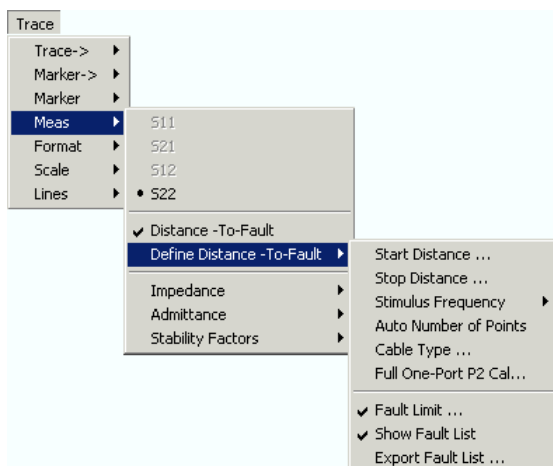 Trace
Trace->
Marker->
Marker
Meas
Format
Scale
Lines
S11
S21
S12
S22
Distance -To-Fault
Define Distance -To-Fault
Impedance
Admittance
Stability Factors
Start Distance ...
Stop Distance ...
Stimulus Frequency
Auto Number of Points
Cable Type ...
Full One-Port P2 Cal...
Fault Limit ...
Show Fault List
Export Fault List ...